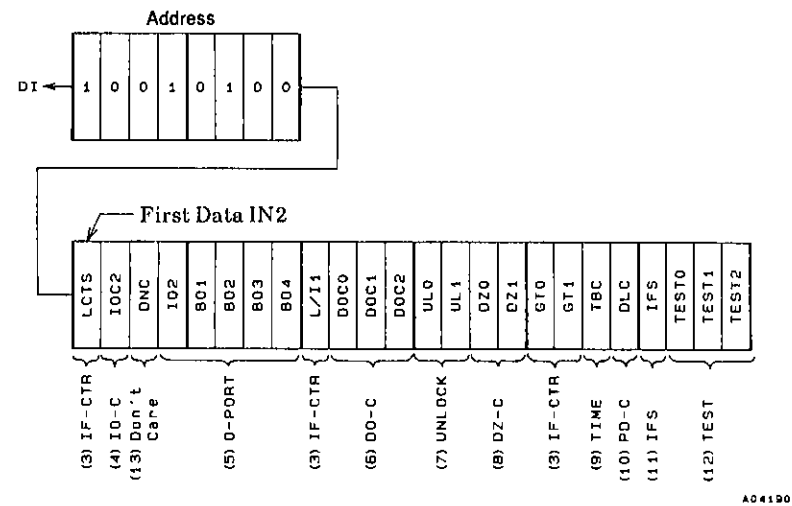 Address
DI 1 0 0 1 0 1 0 0
First Data IN2
LCTS IOC2 DNC IO2 BO1 BO2 BO3 BO4 L/I1 DOC0 DOC1 DOC2 UL0 UL1 DZ0 DZ1 GT0 GT1 TBC DLC IFS TEST0 TEST1 TEST2
(3) IF-CTR
(4) IO-C
(13) Don't
Care
(5) O-PORT
(3) IF-CTR
(6) DO-C
(7) UNLOCK
(8) DZ-C
(3) IF-CTR
(9) TIME
(10) PD-C
(11) IFS
(12) TEST
A04190